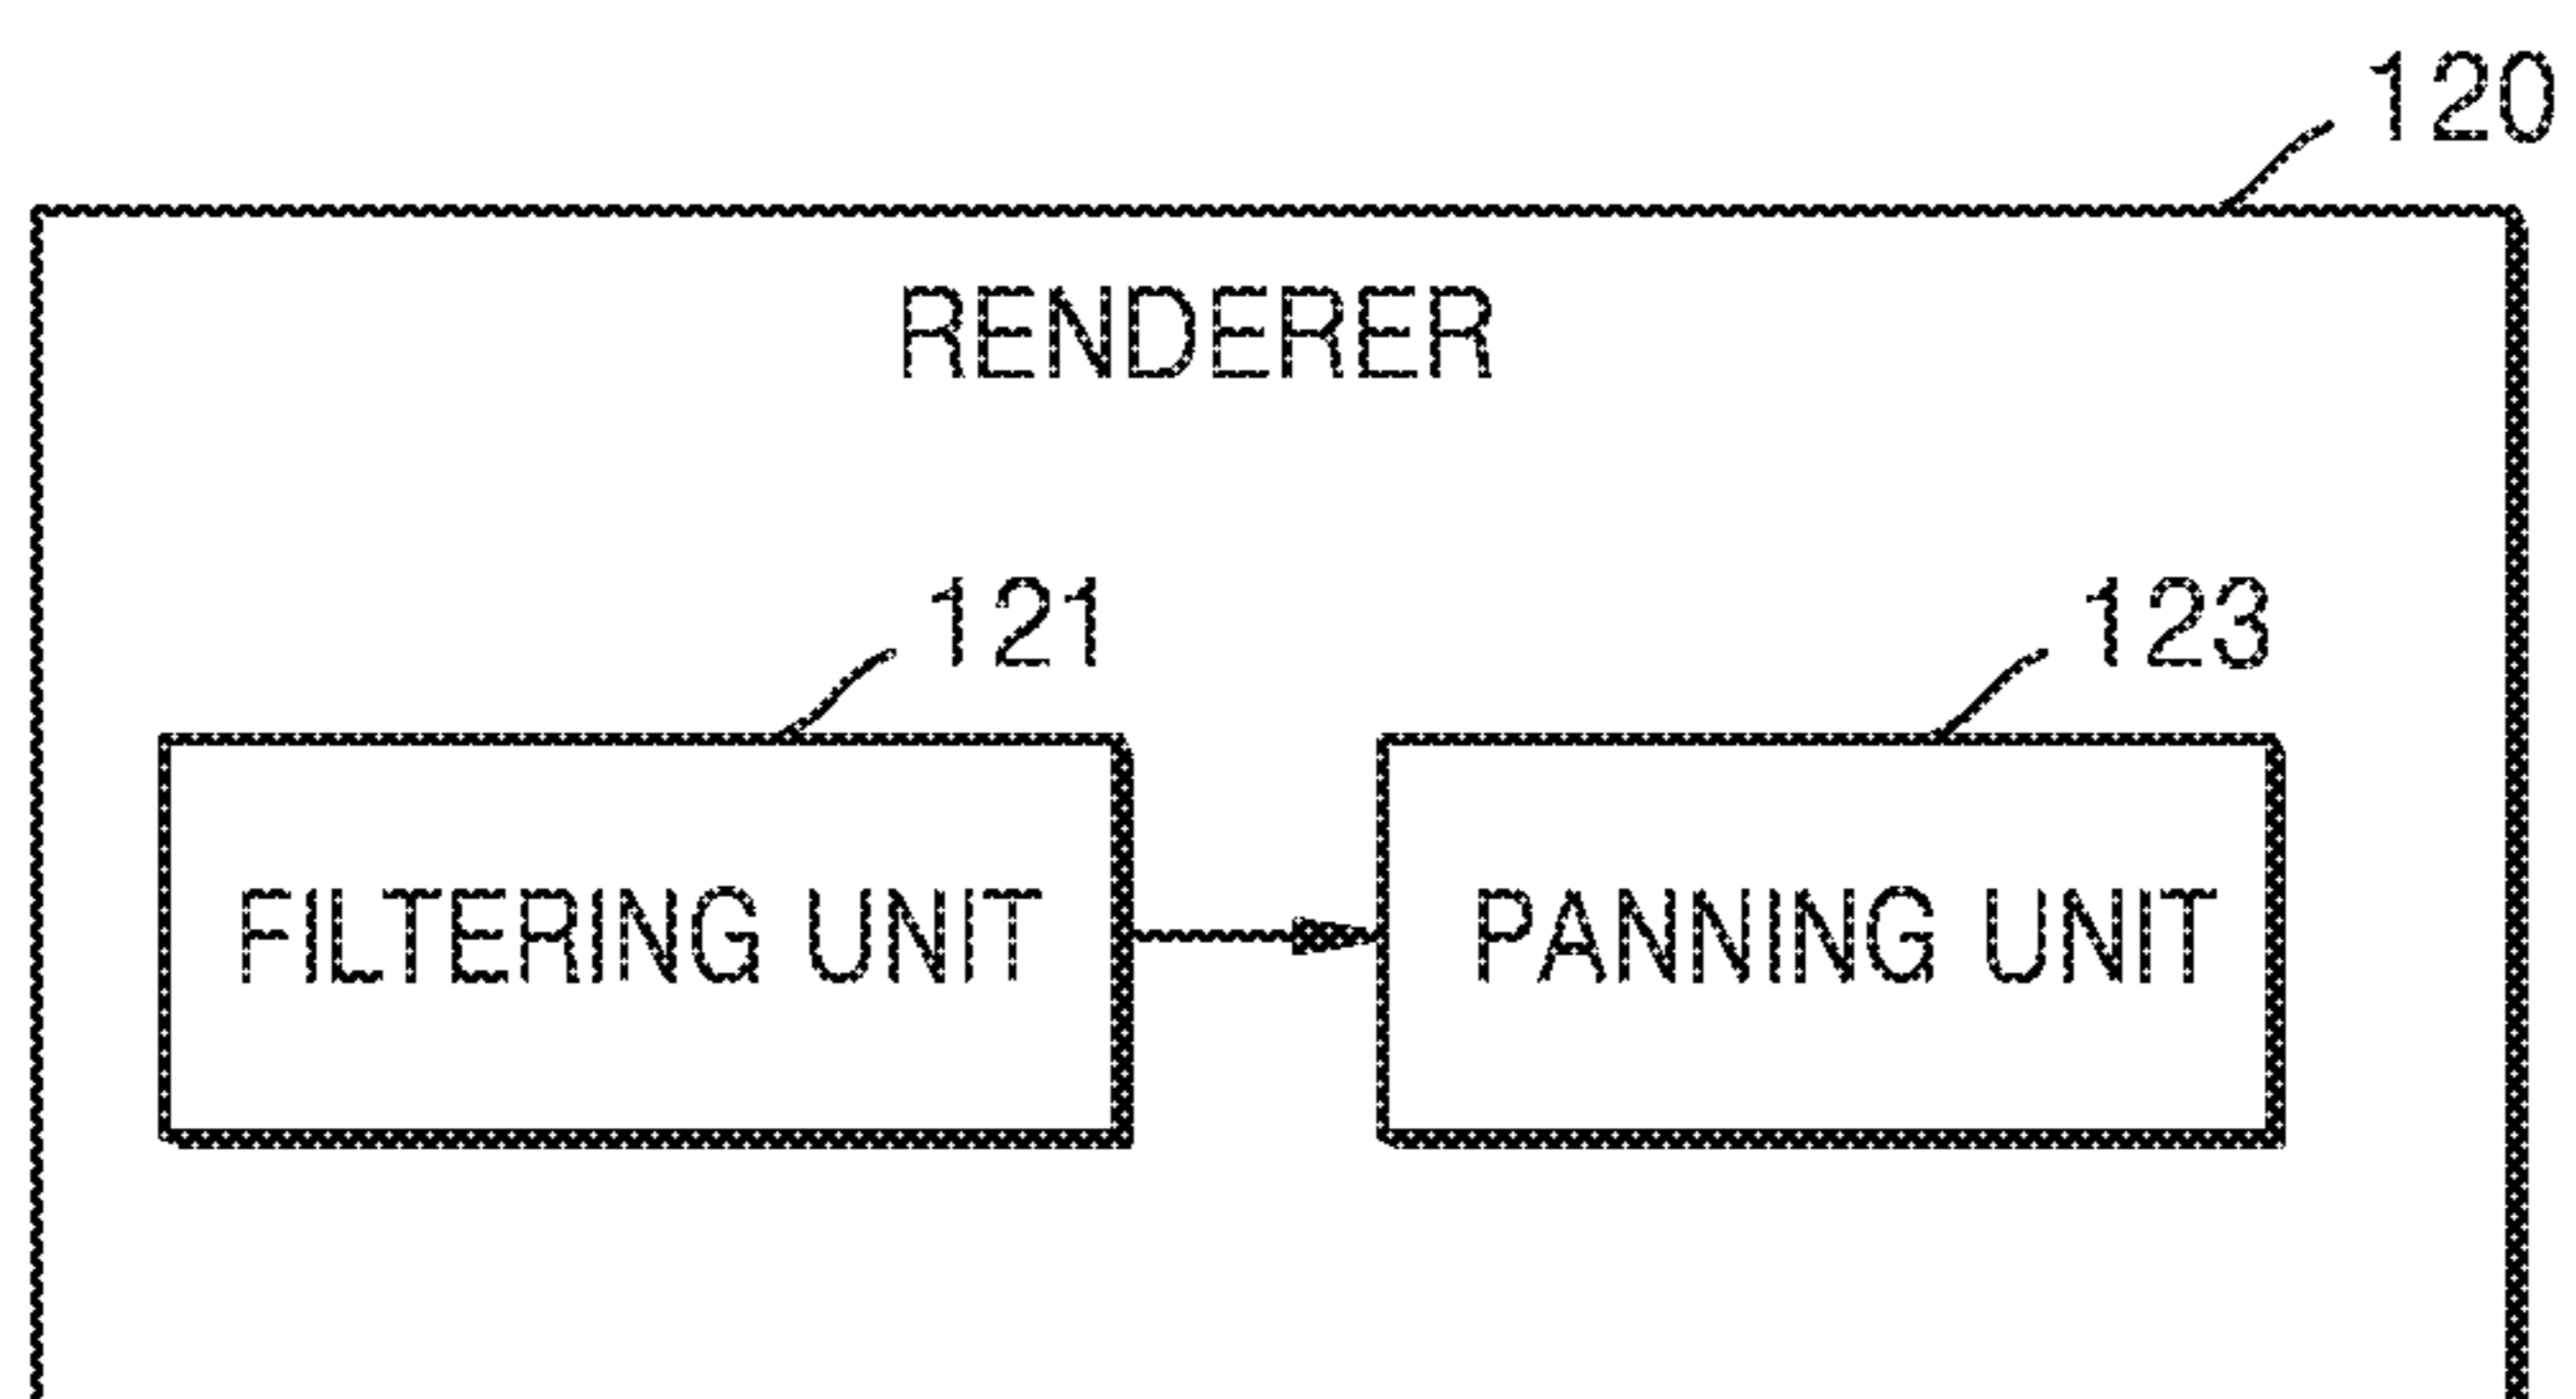 120
RENDERER
121
123
FILTERING UNIT
PANNING UNIT